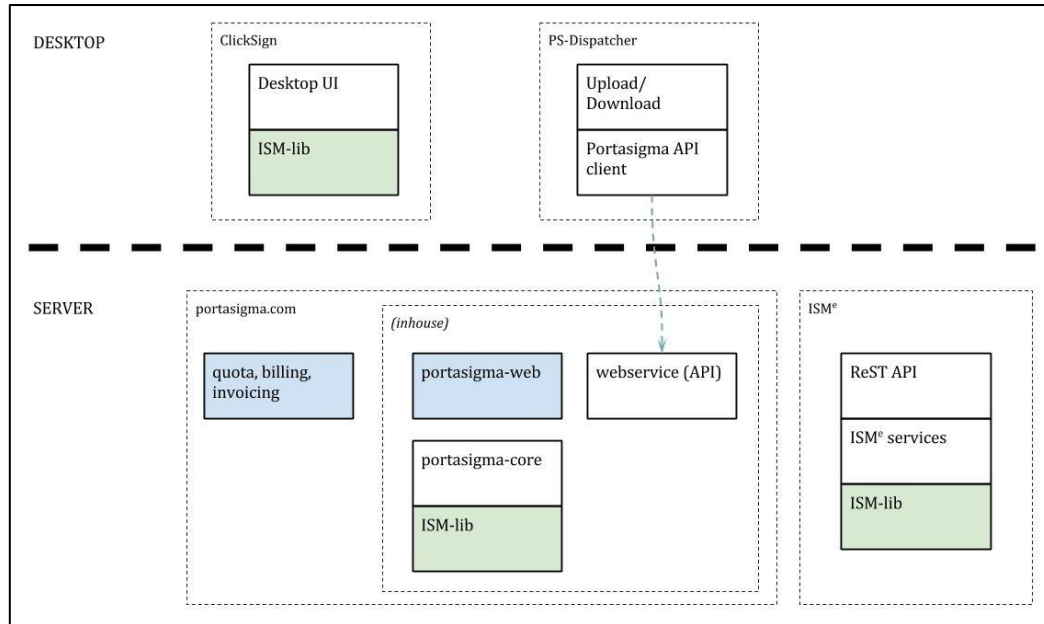 DESKTOP
ClickSign
Desktop UI
ISM-lib
PS-Dispatcher
Upload/
Download
Portasigma API
client
SERVER
portasigma.com
quota, billing,
invoicing
(inhouse)
portasigma-web
webservice (API)
portasigma-core
ISM-lib
ISMᵉ
ReST API
ISMᵉ services
ISM-lib